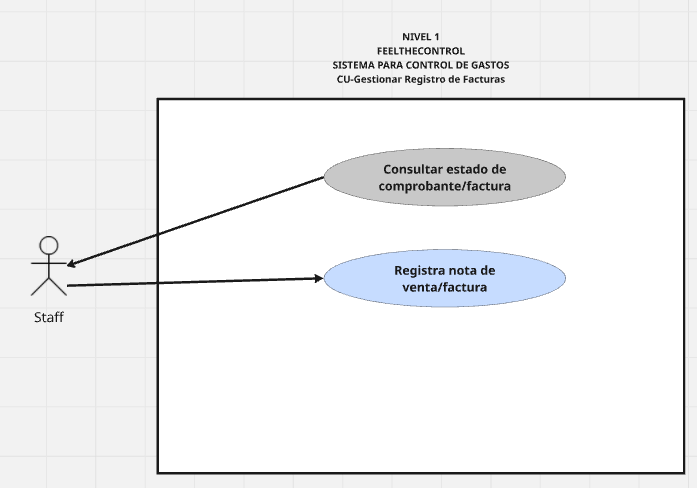 NIVEL 1
FEELTHECONTROL
SISTEMA PARA CONTROL DE GASTOS
CU-Gestionar Registro de Facturas
Consultar estado de
comprobante/factura
Registra nota de
venta/factura
Staff